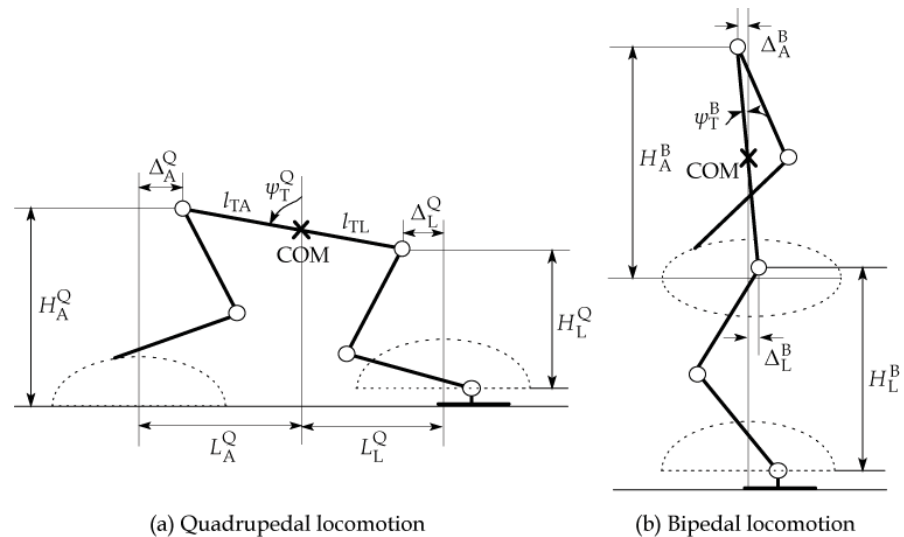 Δ_A^Q
ψ_T^Q
l_TA
l_TL
Δ_L^Q
COM
H_A^Q
H_L^Q
L_A^Q
L_L^Q
(a) Quadrupedal locomotion
Δ_A^B
ψ_T^B
H_A^B
COM
Δ_L^B
H_L^B
(b) Bipedal locomotion